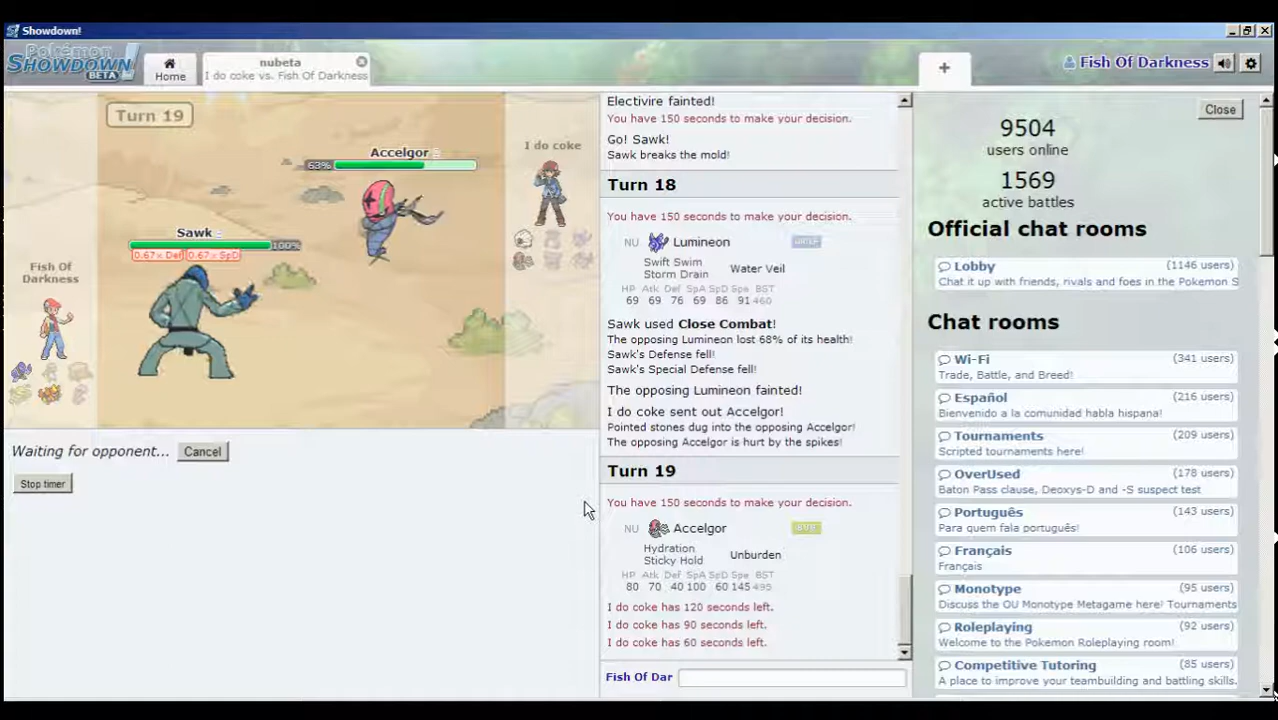 Showdown!
Pokémon
SHOWDOWN!
BETA
Home
nubeta
I do coke vs. Fish Of Darkness
+
Fish Of Darkness
Turn 19
Accelgor
63%
Sawk
100%
0.67× Def 0.67× SpD
I do coke
Fish Of
Darkness
Waiting for opponent... Cancel
Stop timer
Electivire fainted!
You have 150 seconds to make your decision.
Go! Sawk!
Sawk breaks the mold!
Turn 18
You have 150 seconds to make your decision.
NU Lumineon WATER
Swift Swim
Storm Drain
Water Veil
HP Atk Def SpA SpD Spe BST
69 69 76 69 86 91 460
Sawk used Close Combat!
The opposing Lumineon lost 68% of its health!
Sawk's Defense fell!
Sawk's Special Defense fell!
The opposing Lumineon fainted!
I do coke sent out Accelgor!
Pointed stones dug into the opposing Accelgor!
The opposing Accelgor is hurt by the spikes!
Turn 19
You have 150 seconds to make your decision.
NU Accelgor BUG
Hydration
Sticky Hold
Unburden
HP Atk Def SpA SpD Spe BST
80 70 40 100 60 145 495
I do coke has 120 seconds left.
I do coke has 90 seconds left.
I do coke has 60 seconds left.
Fish Of Dar
Close
9504
users online
1569
active battles
Official chat rooms
Lobby (1146 users)
Chat it up with friends, rivals and foes in the Pokemon S
Chat rooms
Wi-Fi (341 users)
Trade, Battle, and Breed!
Español (216 users)
Bienvenido a la comunidad habla hispana!
Tournaments (209 users)
Scripted tournaments here!
OverUsed (178 users)
Baton Pass clause, Deoxys-D and -S suspect test
Português (143 users)
Para quem fala português!
Français (106 users)
Français
Monotype (95 users)
Discuss the OU Monotype Metagame here! Tournaments
Roleplaying (92 users)
Welcome to the Pokemon Roleplaying room!
Competitive Tutoring (85 users)
A place to improve your teambuilding and battling skills.